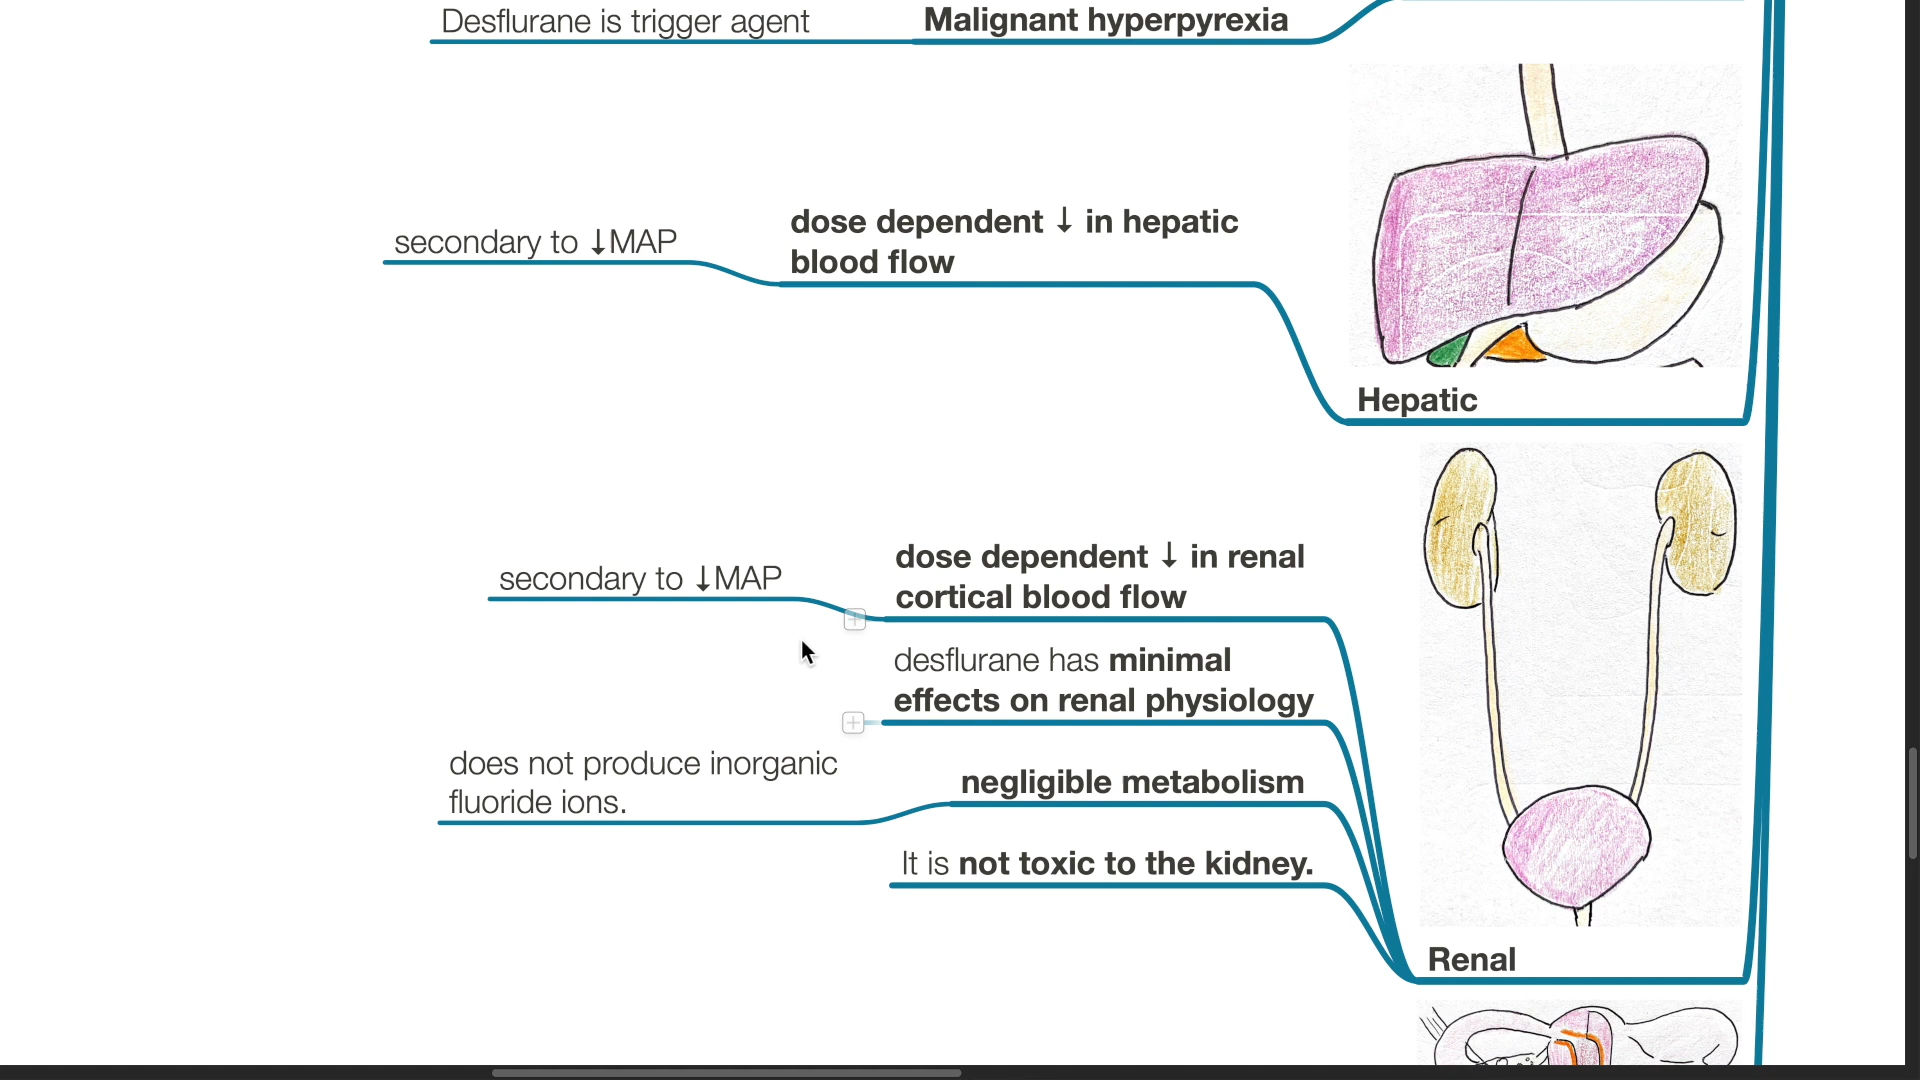 Desflurane is trigger agent
Malignant hyperpyrexia
secondary to ↓MAP
dose dependent ↓ in hepatic
blood flow
Hepatic
secondary to ↓MAP
dose dependent ↓ in renal
cortical blood flow
desflurane has minimal
effects on renal physiology
does not produce inorganic
fluoride ions.
negligible metabolism
It is not toxic to the kidney.
Renal